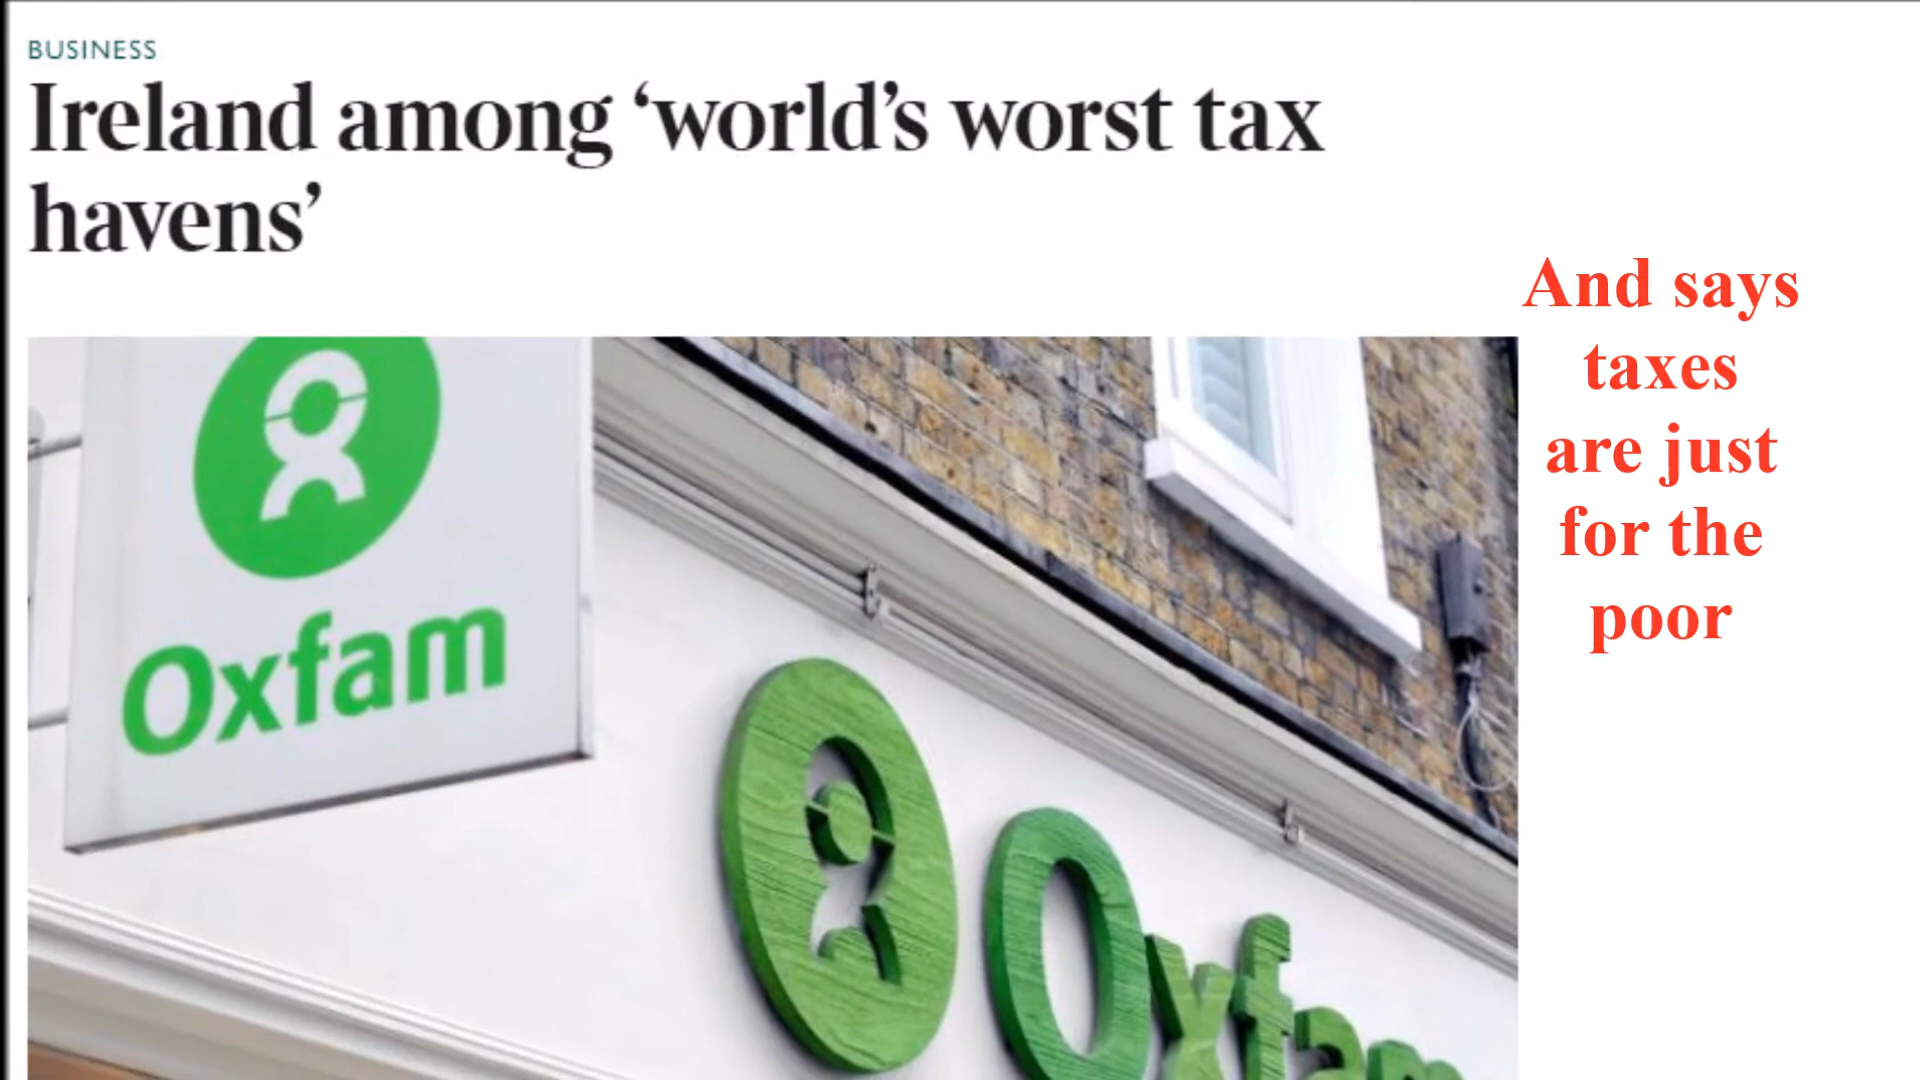 BUSINESS
Ireland among ‘world’s worst tax
havens’
And says
taxes
are just
for the
poor
Oxfam
Oxfam